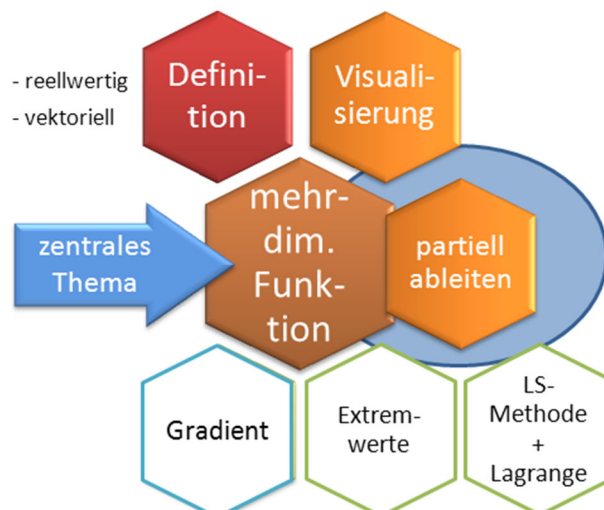 - reellwertig
- vektoriell
Defini-
tion
Visuali-
sierung
zentrales
Thema
mehr-
dim.
Funk-
tion
partiell
ableiten
Gradient
Extrem-
werte
LS-
Methode
+
Lagrange